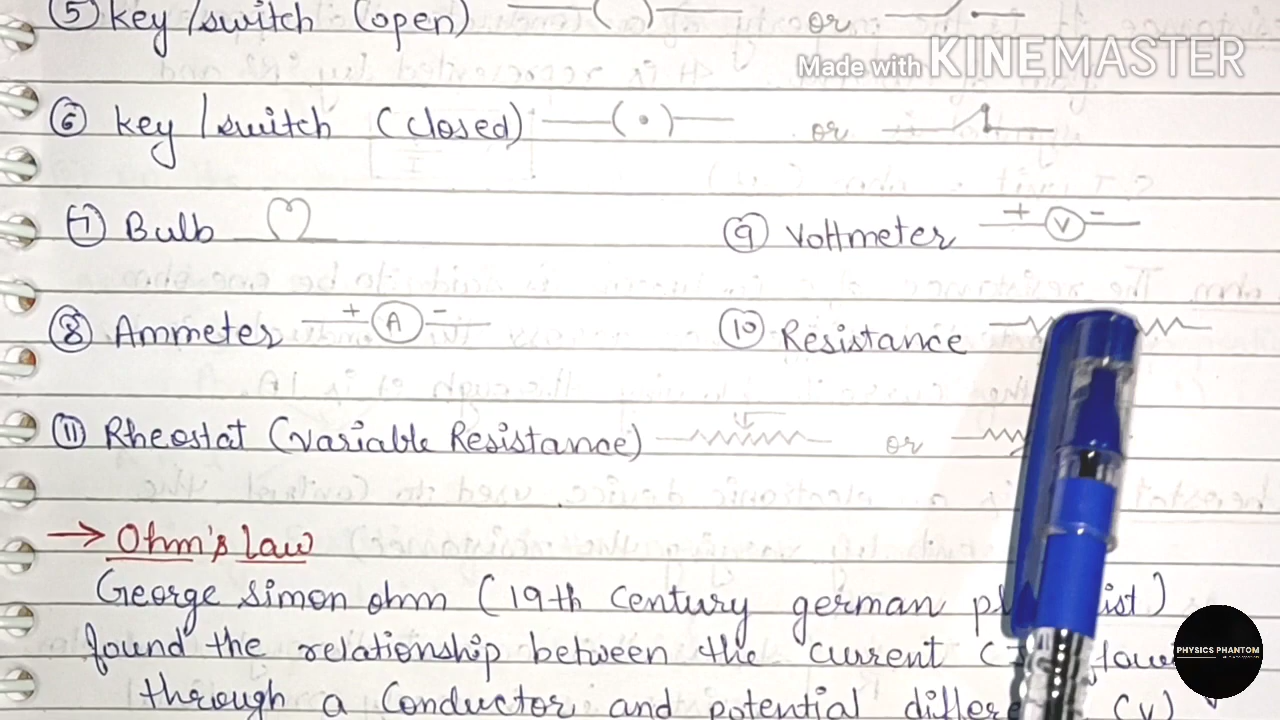 ⑤ key/switch (open) or
Made with KINEMASTER
⑥ key/switch (closed) or
⑦ Bulb
⑨ Voltmeter + V -
⑧ Ammeter + A -
⑩ Resistance
⑪ Rheostat (variable Resistance) or
→ Ohm's law
George simon ohm (19th century german
found the relationship between the current
through a conductor and potential (V)
PHYSICS PHANTOM